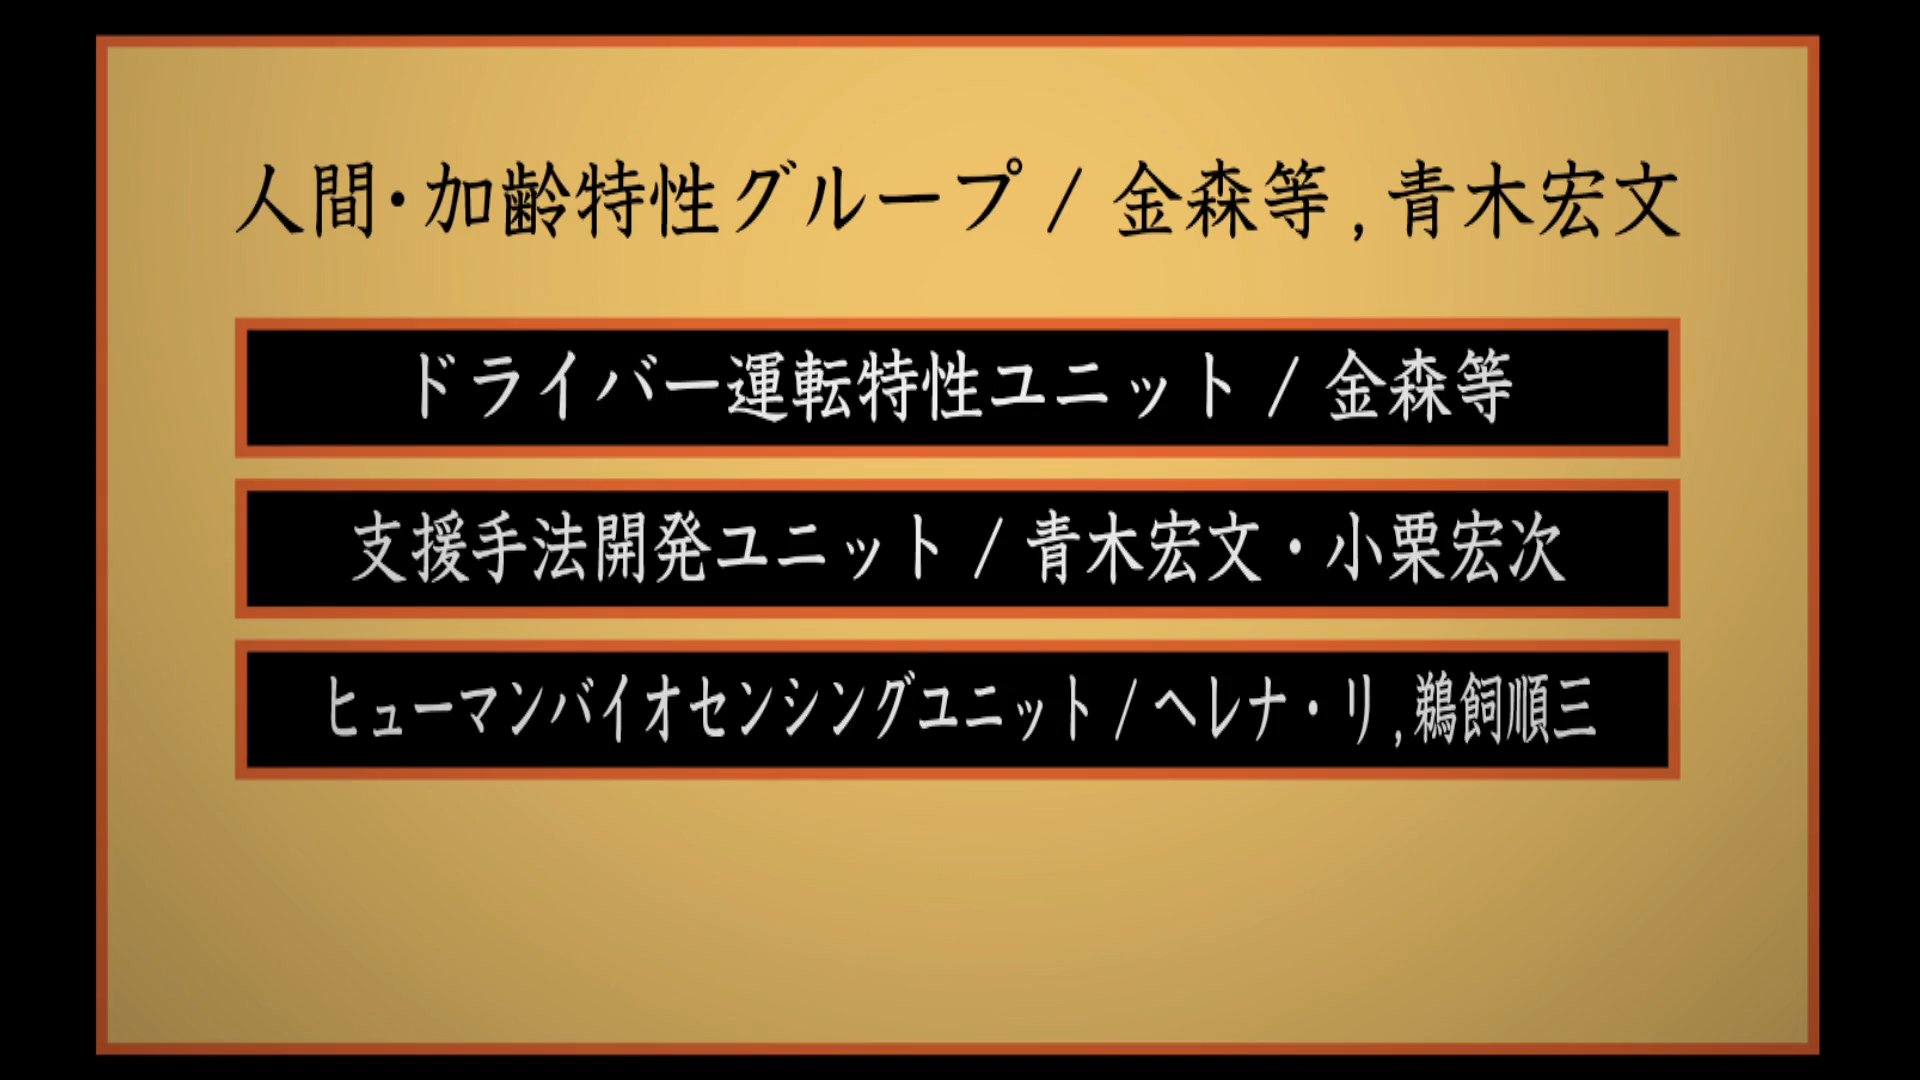 人間・加齢特性グループ / 金森等 , 青木宏文
ドライバー運転特性ユニット / 金森等
支援手法開発ユニット / 青木宏文・小栗宏次
ヒューマンバイオセンシングユニット / ヘレナ・リ , 鵜飼順三